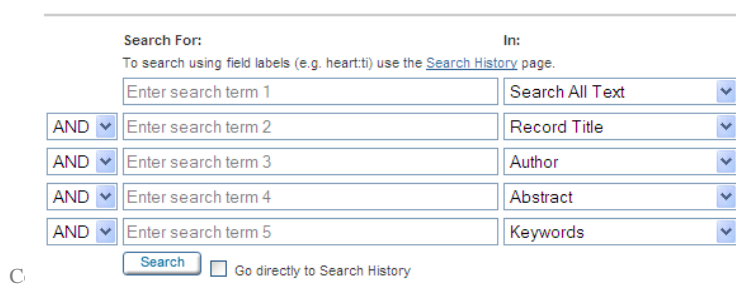 Search For: In:
To search using field labels (e.g. heart:ti) use the Search History page.
Enter search term 1 Search All Text
AND Enter search term 2 Record Title
AND Enter search term 3 Author
AND Enter search term 4 Abstract
AND Enter search term 5 Keywords
Search Go directly to Search History